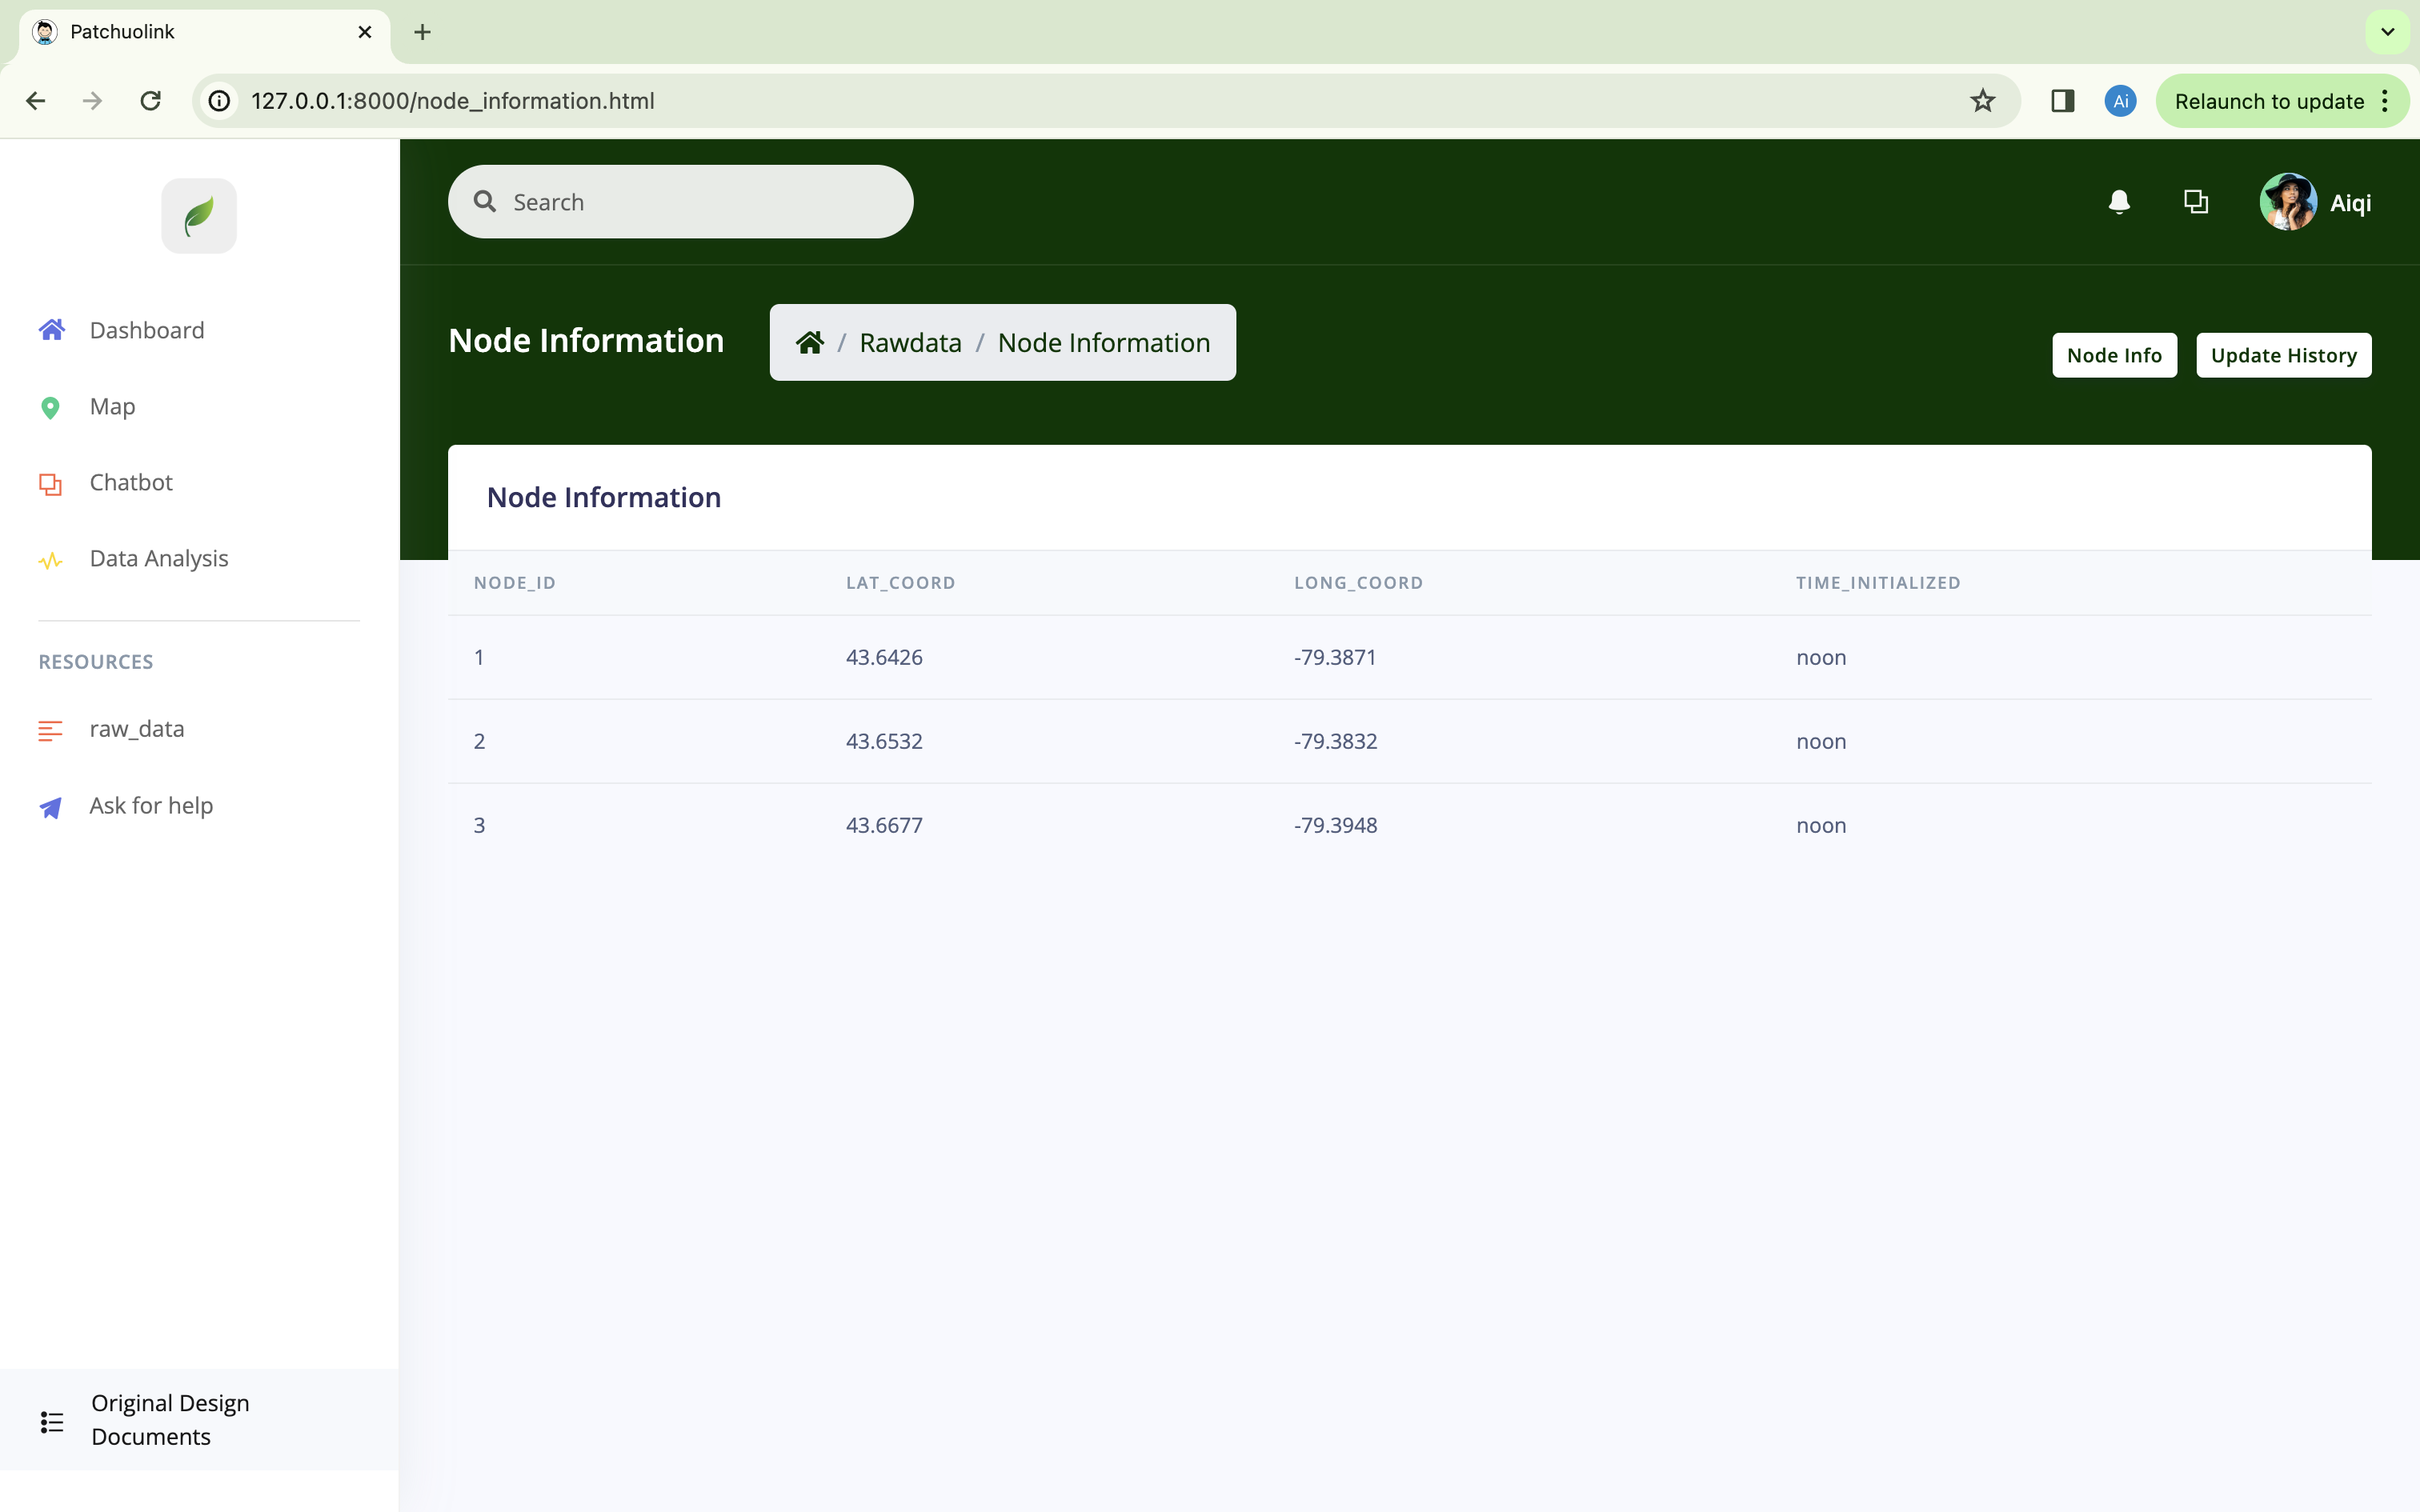 Patchuolink
127.0.0.1:8000/node_information.html
Ai
Relaunch to update
Search
Aiqi
Dashboard
Map
Chatbot
Data Analysis
RESOURCES
raw_data
Ask for help
Original Design
Documents
Node Information
/ Rawdata / Node Information
Node Info
Update History
Node Information
NODE_ID LAT_COORD LONG_COORD TIME_INITIALIZED
1 43.6426 -79.3871 noon
2 43.6532 -79.3832 noon
3 43.6677 -79.3948 noon